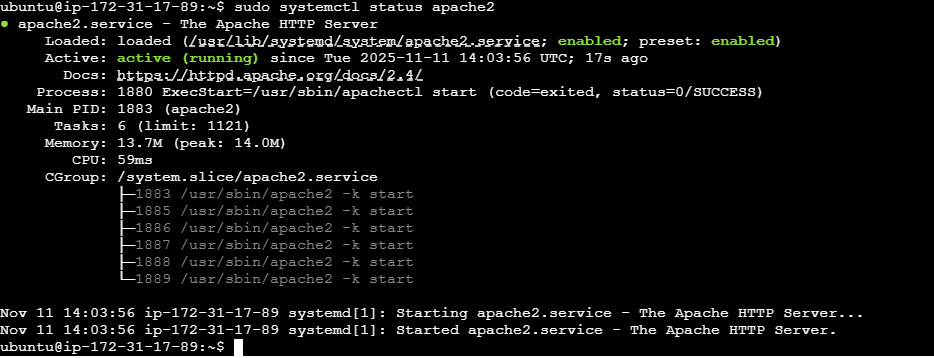 ubuntu@ip-172-31-17-89:~$ sudo systemctl status apache2
● apache2.service - The Apache HTTP Server
     Loaded: loaded (/usr/lib/systemd/system/apache2.service; enabled; preset: enabled)
     Active: active (running) since Tue 2025-11-11 14:03:56 UTC; 17s ago
       Docs: https://httpd.apache.org/docs/2.4/
    Process: 1880 ExecStart=/usr/sbin/apachectl start (code=exited, status=0/SUCCESS)
   Main PID: 1883 (apache2)
      Tasks: 6 (limit: 1121)
     Memory: 13.7M (peak: 14.0M)
        CPU: 59ms
     CGroup: /system.slice/apache2.service
             ├─1883 /usr/sbin/apache2 -k start
             ├─1885 /usr/sbin/apache2 -k start
             ├─1886 /usr/sbin/apache2 -k start
             ├─1887 /usr/sbin/apache2 -k start
             ├─1888 /usr/sbin/apache2 -k start
             └─1889 /usr/sbin/apache2 -k start

Nov 11 14:03:56 ip-172-31-17-89 systemd[1]: Starting apache2.service - The Apache HTTP Server...
Nov 11 14:03:56 ip-172-31-17-89 systemd[1]: Started apache2.service - The Apache HTTP Server.
ubuntu@ip-172-31-17-89:~$